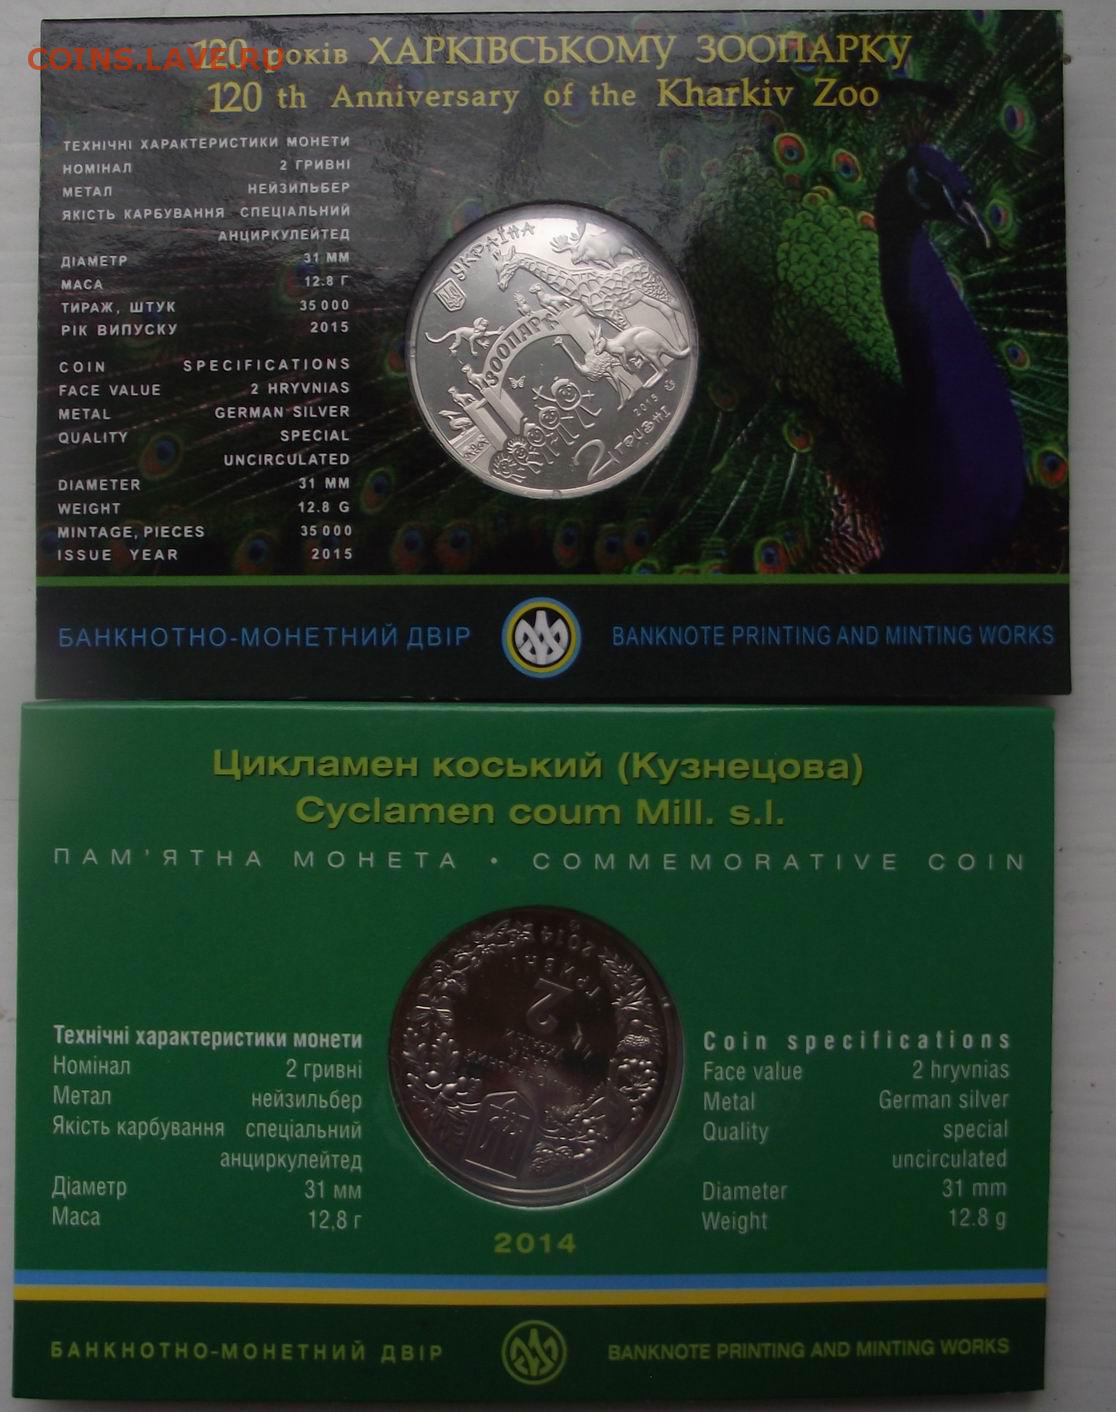 COINS.LAVE.RU
120 років ХАРКІВСЬКОМУ ЗООПАРКУ
120 th Anniversary of the Kharkiv Zoo
ТЕХНІЧНІ ХАРАКТЕРИСТИКИ МОНЕТИ
НОМІНАЛ 2 ГРИВНІ
МЕТАЛ НЕЙЗИЛЬБЕР
ЯКІСТЬ КАРБУВАННЯ СПЕЦІАЛЬНИЙ
АНЦИРКУЛЕЙТЕД
ДІАМЕТР 31 ММ
МАСА 12.8 Г
ТИРАЖ, ШТУК 35 000
РІК ВИПУСКУ 2015
COIN SPECIFICATIONS
FACE VALUE 2 HRYVNIAS
METAL GERMAN SILVER
QUALITY SPECIAL
UNCIRCULATED
DIAMETER 31 MM
WEIGHT 12.8 G
MINTAGE, PIECES 35 000
ISSUE YEAR 2015
УКРАЇНА
ЗООПАРК
2015
2 ГРИВНІ
БАНКНОТНО-МОНЕТНИЙ ДВІР BANKNOTE PRINTING AND MINTING WORKS
Цикламен коський (Кузнецова)
Cyclamen coum Mill. s.l.
ПАМ'ЯТНА МОНЕТА • COMMEMORATIVE COIN
НАЦІОНАЛЬНИЙ
БАНК
УКРАЇНИ
2
ГРИВНІ
2014
Технічні характеристики монети
Номінал 2 гривні
Метал нейзильбер
Якість карбування спеціальний
анциркулейтед
Діаметр 31 мм
Маса 12,8 г
Coin specifications
Face value 2 hryvnias
Metal German silver
Quality special
uncirculated
Diameter 31 mm
Weight 12.8 g
2014
БАНКНОТНО-МОНЕТНИЙ ДВІР BANKNOTE PRINTING AND MINTING WORKS